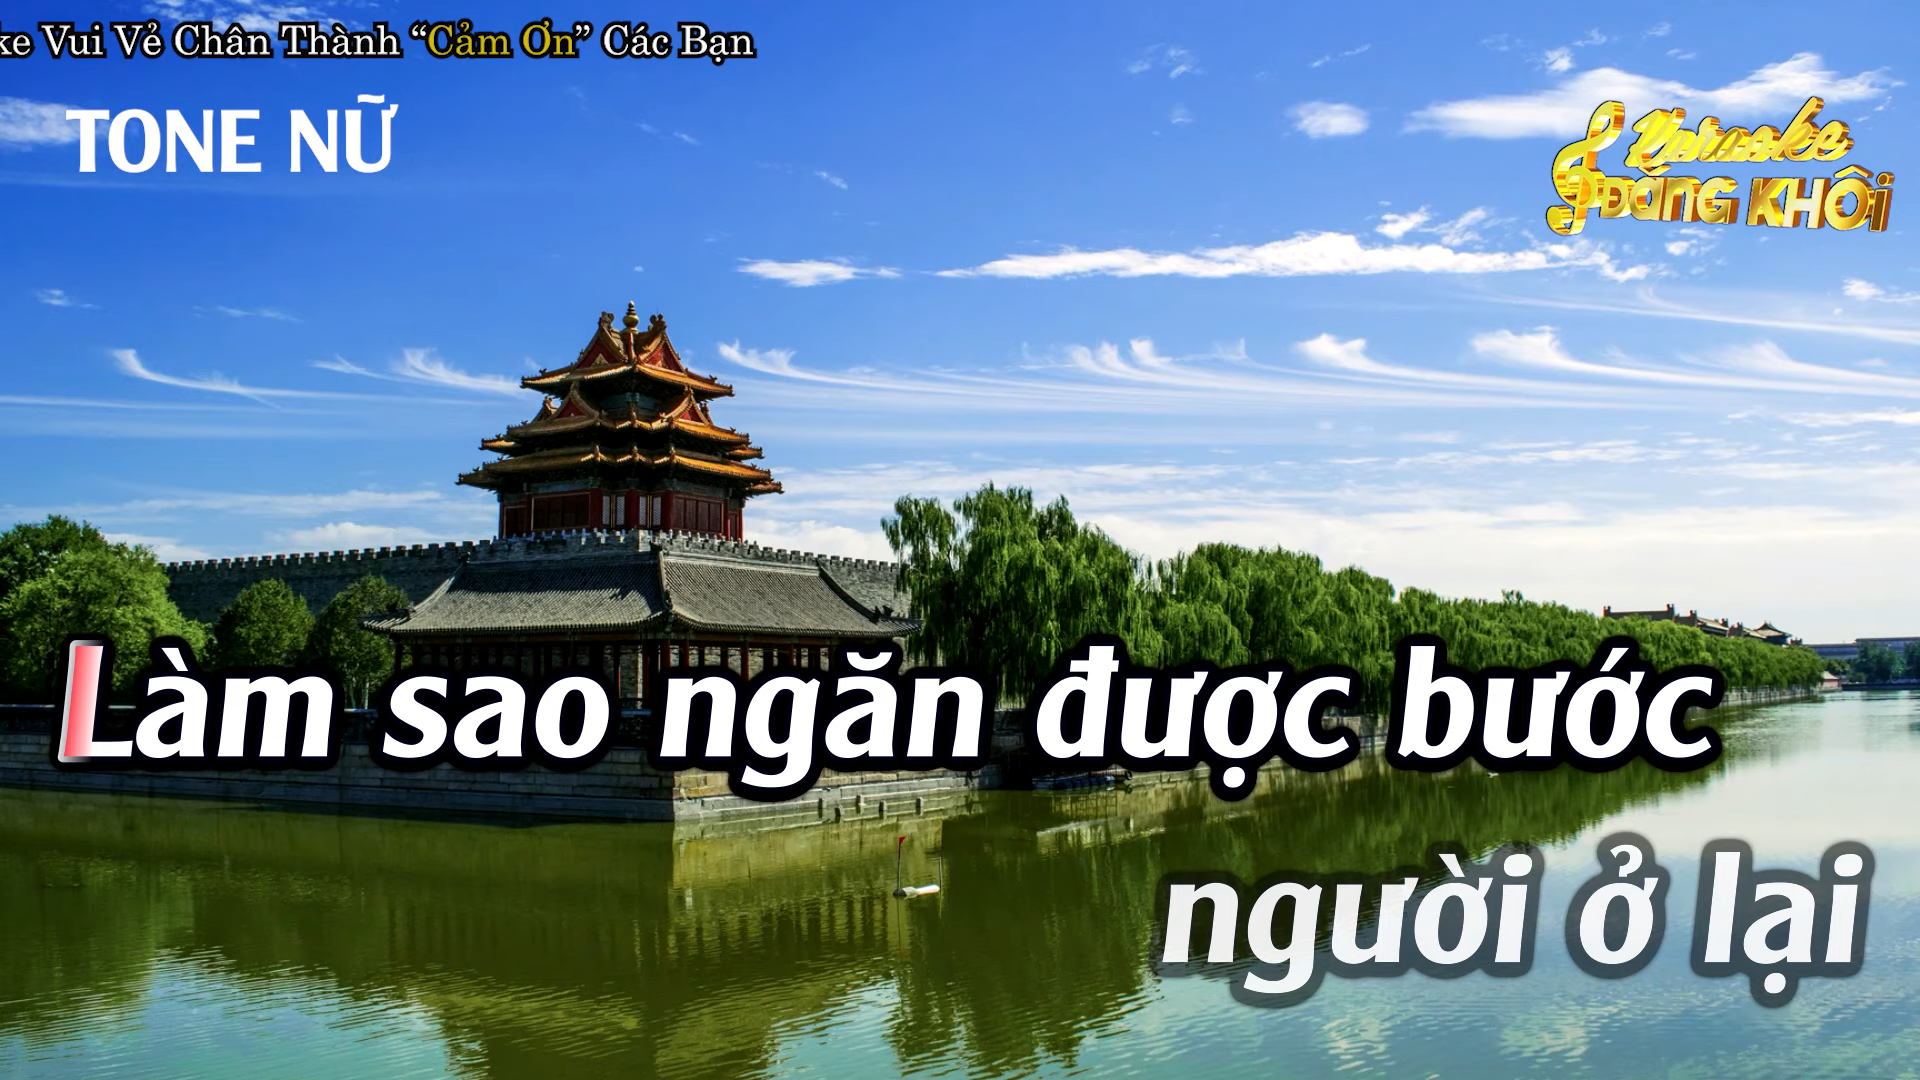 ke Vui Vẻ Chân Thành “Cảm Ơn” Các Bạn
TONE NỮ
Karaoke
ĐĂNG KHÔI
Làm sao ngăn được bước
người ở lại